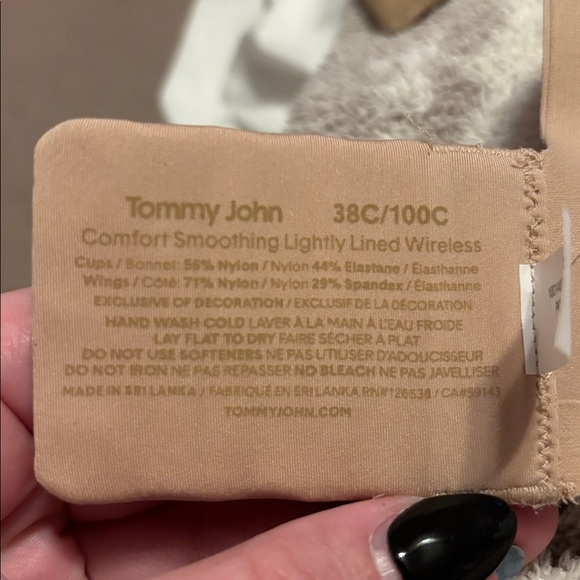 Tommy John 38C/100C
Comfort Smoothing Lightly Lined Wireless
Cups / Bonnet: 56% Nylon / Nylon 44% Elastane / Élasthanne
Wings / Côté: 71% Nylon / Nylon 29% Spandex / Élasthanne
EXCLUSIVE OF DECORATION / EXCLUSIF DE LA DÉCORATION
HAND WASH COLD LAVER À LA MAIN À L'EAU FROIDE
LAY FLAT TO DRY FAIRE SÉCHER À PLAT
DO NOT USE SOFTENERS NE PAS UTILISER D'ADOUCISSEUR
DO NOT IRON NE PAS REPASSER NO BLEACH NE PAS JAVELLISER
MADE IN SRI LANKA / FABRIQUÉ EN SRI LANKA RN#126536 / CA#59143
TOMMYJOHN.COM